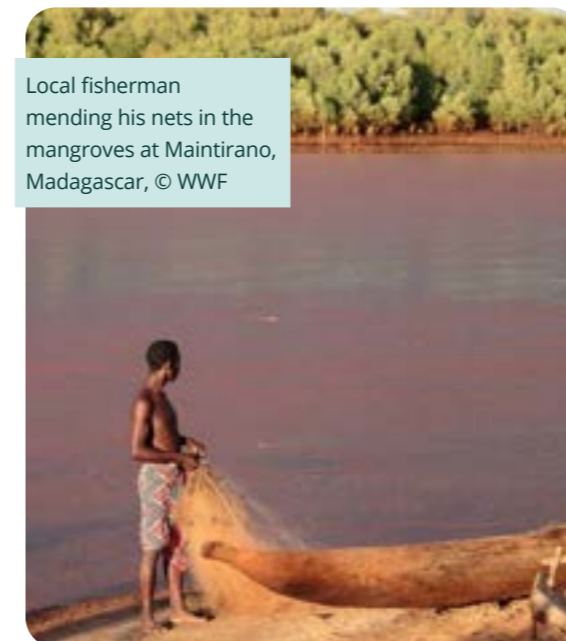 Local fisherman
mending his nets in the
mangroves at Maintirano,
Madagascar, © WWF